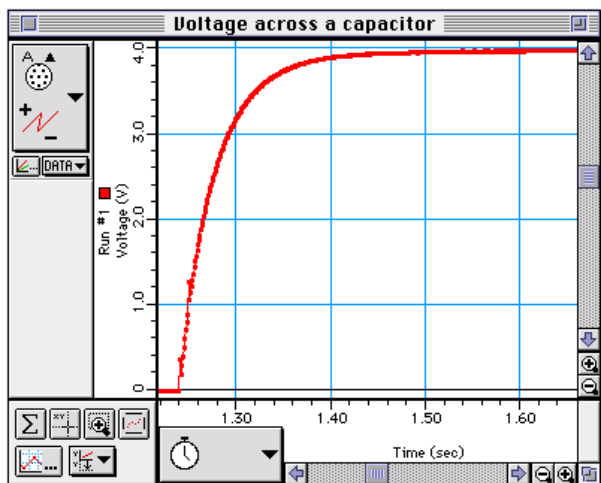 Voltage across a capacitor
A
DATA
Run #1
Voltage (V)
4.0
3.0
2.0
1.0
0
1.30 1.40 1.50 1.60
Time (sec)